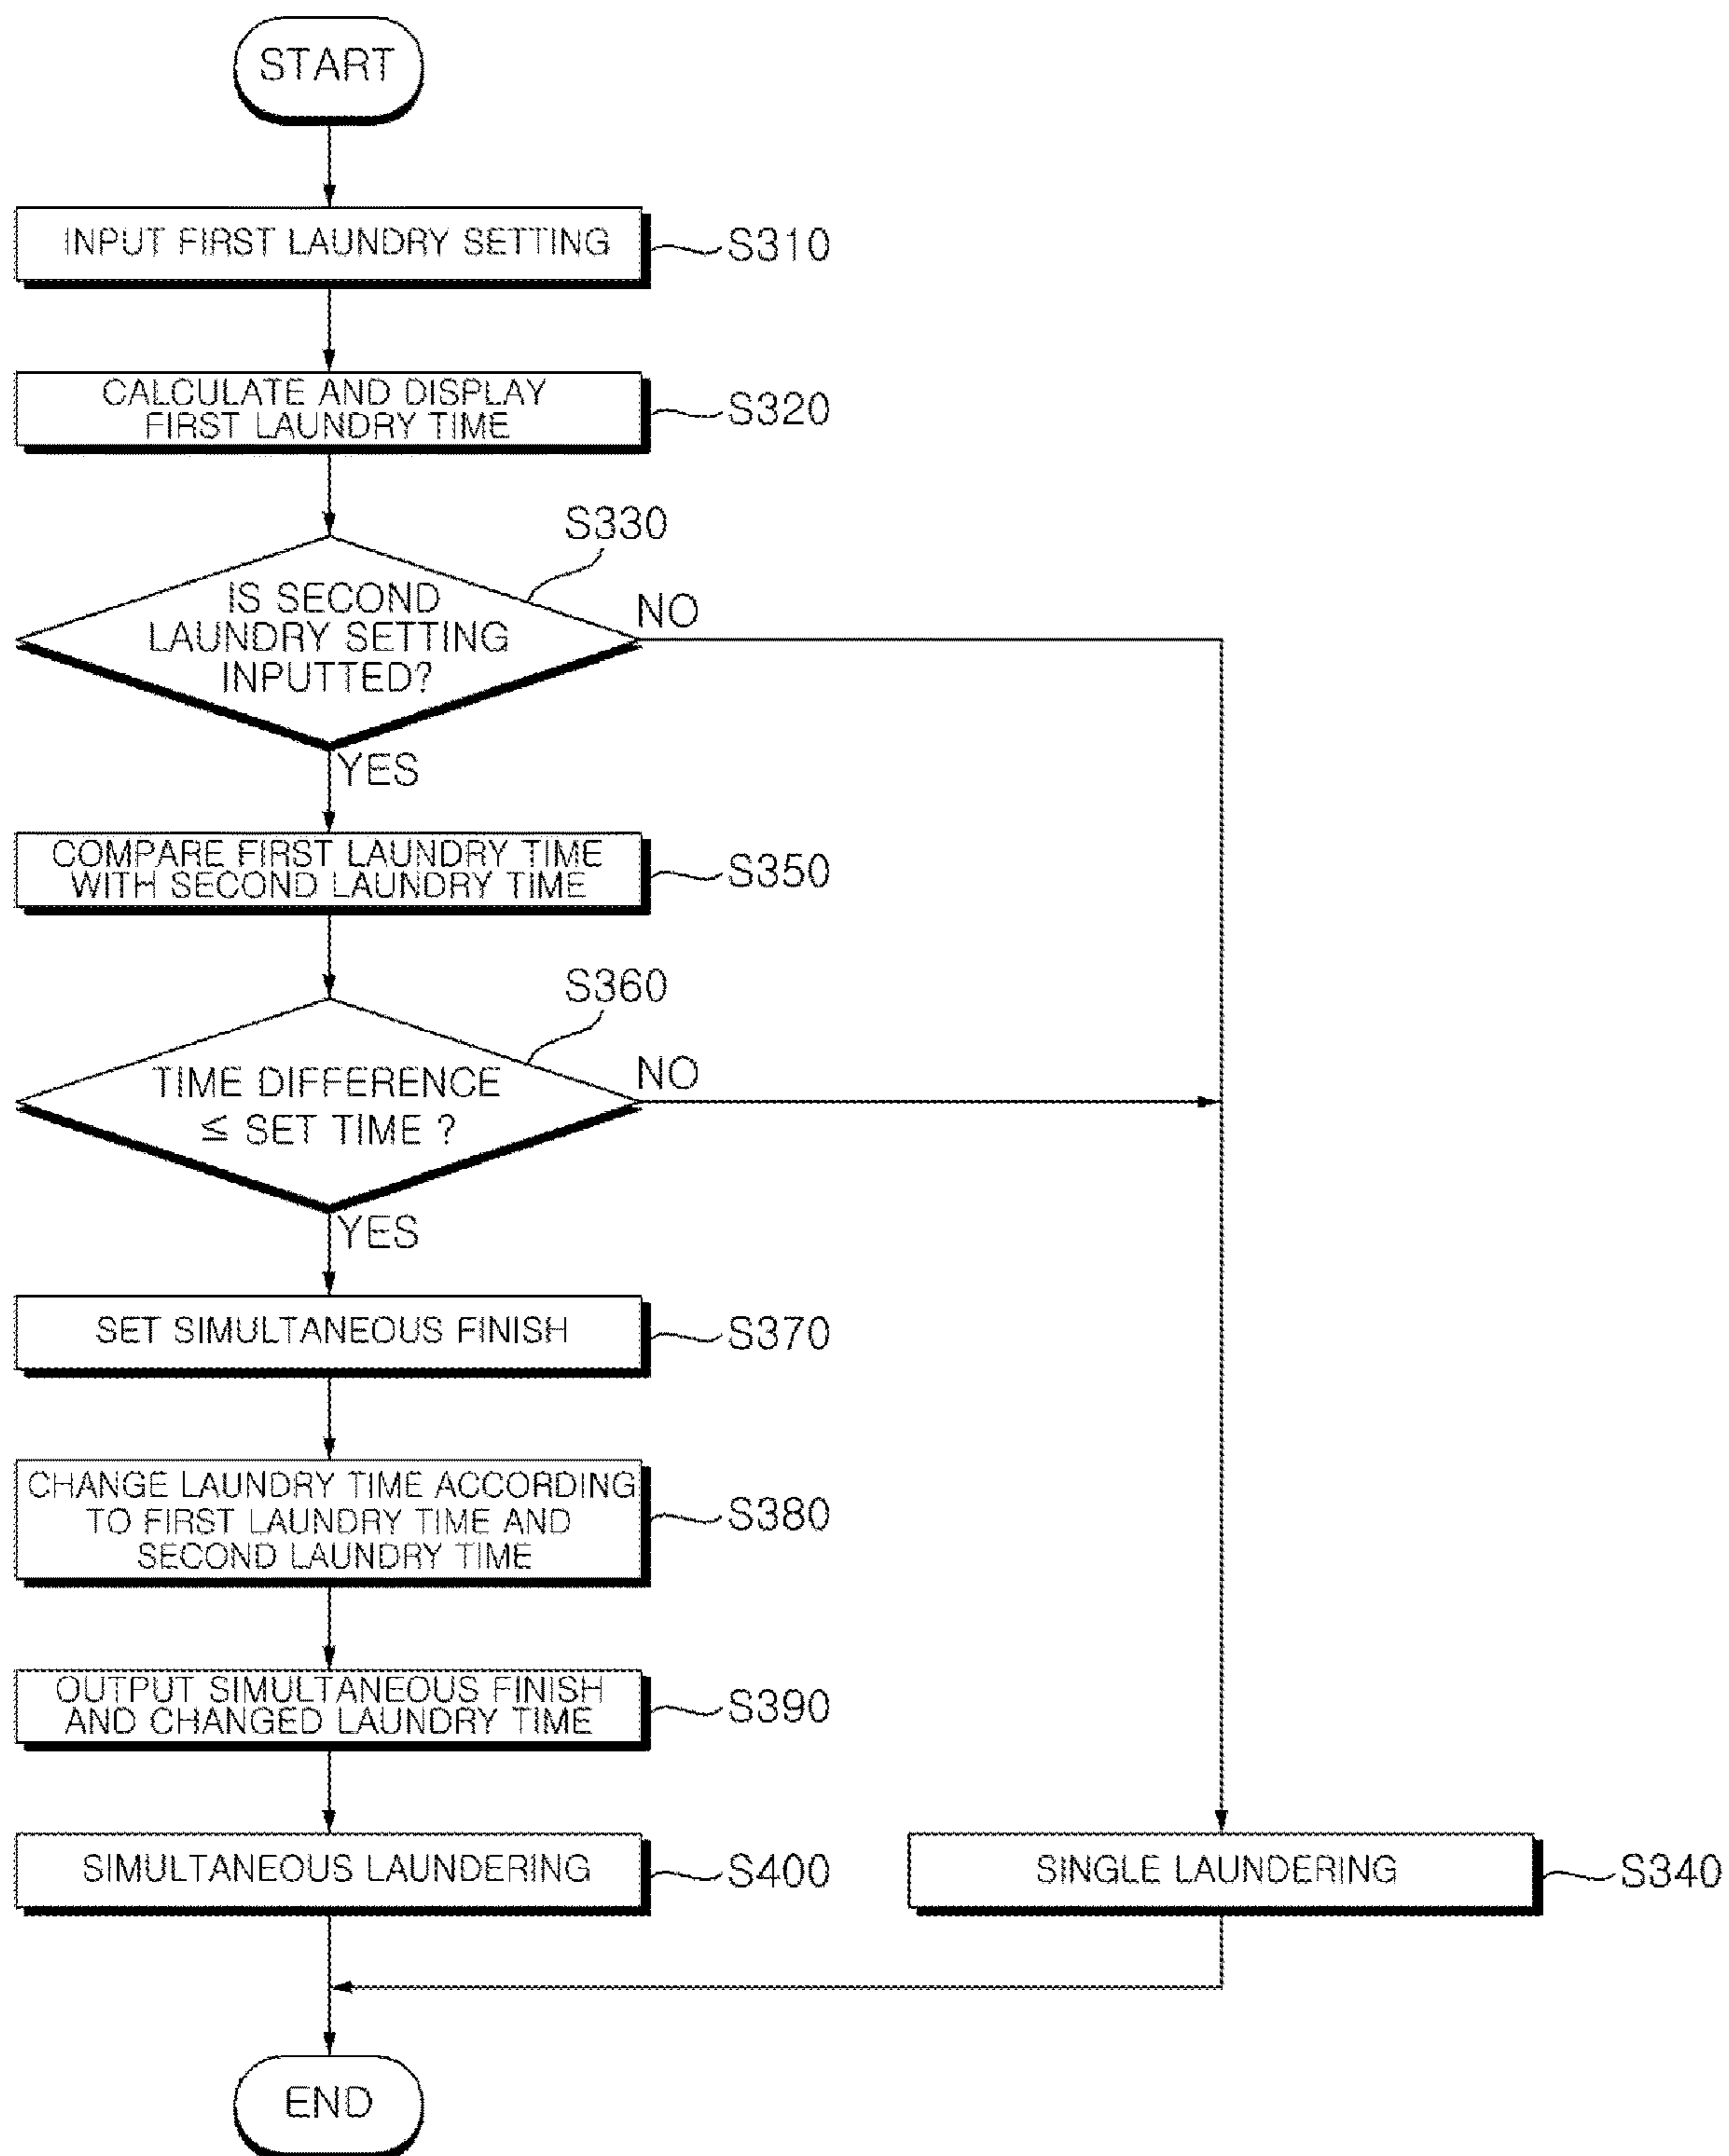 START
INPUT FIRST LAUNDRY SETTING
S310
CALCULATE AND DISPLAY
FIRST LAUNDRY TIME
S320
S330
IS SECOND
LAUNDRY SETTING
INPUTTED?
NO
YES
COMPARE FIRST LAUNDRY TIME
WITH SECOND LAUNDRY TIME
S350
S360
TIME DIFFERENCE
≤ SET TIME ?
NO
YES
SET SIMULTANEOUS FINISH
S370
CHANGE LAUNDRY TIME ACCORDING
TO FIRST LAUNDRY TIME AND
SECOND LAUNDRY TIME
S380
OUTPUT SIMULTANEOUS FINISH
AND CHANGED LAUNDRY TIME
S390
SIMULTANEOUS LAUNDERING
S400
SINGLE LAUNDERING
S340
END